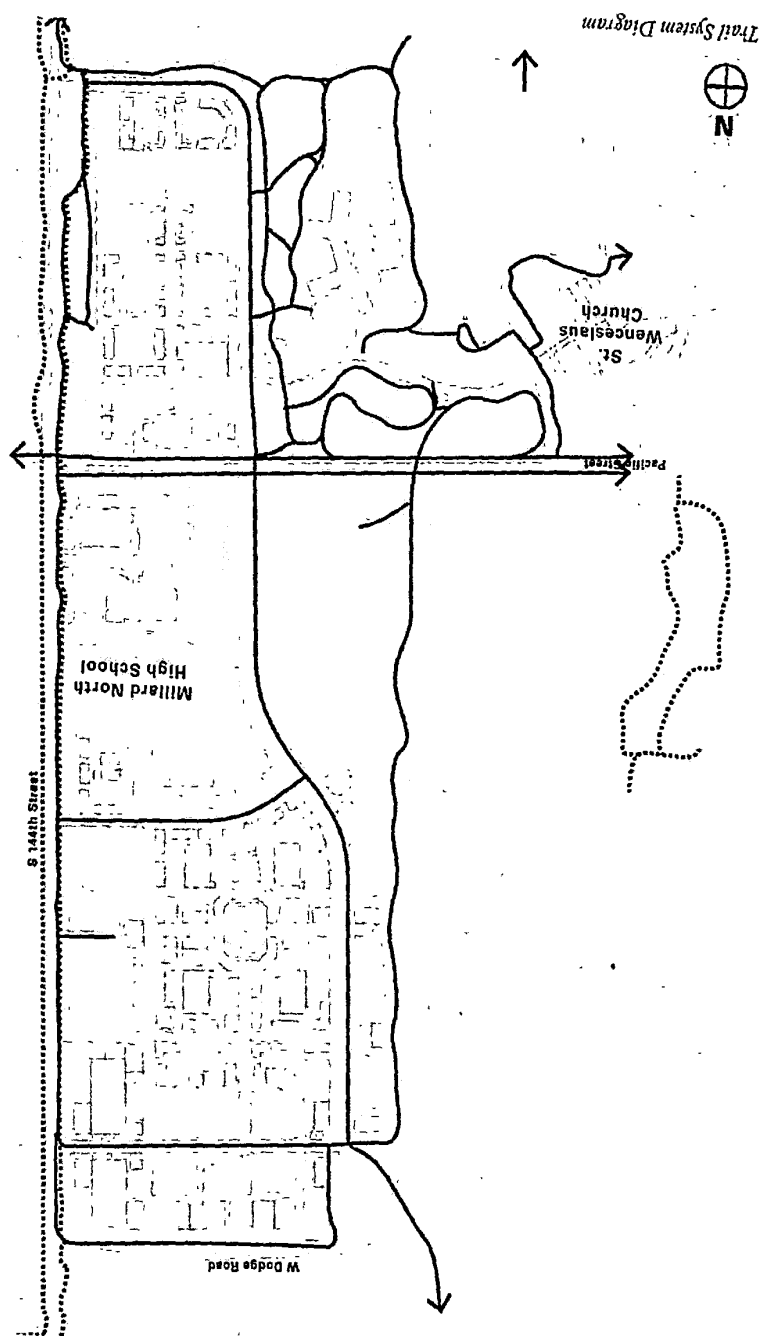 Trail System Diagram
N
St.
Wenceslaus
Church
Pacific Street
Millard North
High School
S 144th Street
W Dodge Road